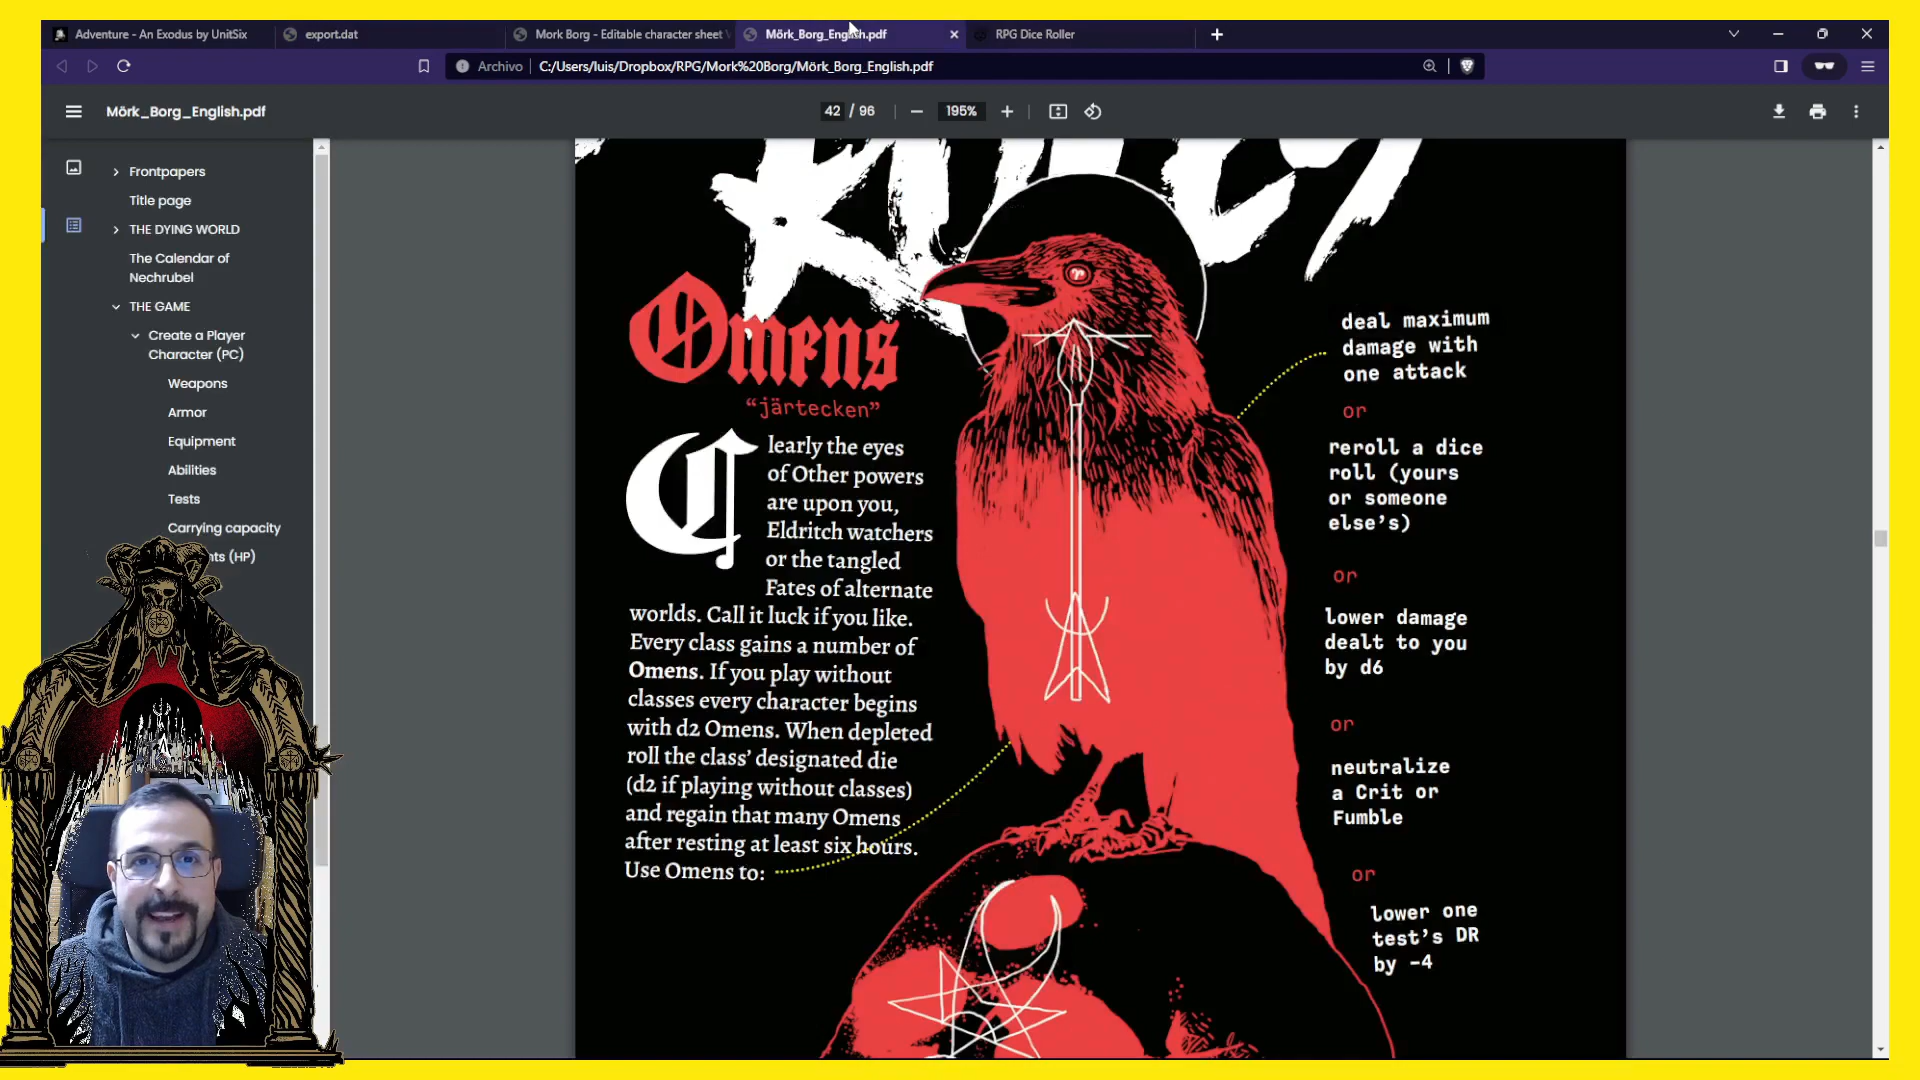 Adventure - An Exodus by UnitSix
export.dat
Mork Borg - Editable character sheet
Mörk_Borg_English.pdf
RPG Dice Roller
Archivo
C:/Users/luis/Dropbox/RPG/Mork%20Borg/Mörk_Borg_English.pdf
Mörk_Borg_English.pdf
42 / 96
195%
Frontpapers
Title page
THE DYING WORLD
The Calendar of
Nechrubel
THE GAME
Create a Player
Character (PC)
Weapons
Armor
Equipment
Abilities
Tests
Carrying capacity
nts (HP)
Omens
"järtecken"
Clearly the eyes
of Other powers
are upon you,
Eldritch watchers
or the tangled
Fates of alternate
worlds. Call it luck if you like.
Every class gains a number of
Omens. If you play without
classes every character begins
with d2 Omens. When depleted
roll the class' designated die
(d2 if playing without classes)
and regain that many Omens
after resting at least six hours.
Use Omens to:
deal maximum
damage with
one attack
or
reroll a dice
roll (yours
or someone
else's)
or
lower damage
dealt to you
by d6
or
neutralize
a Crit or
Fumble
or
lower one
test's DR
by -4